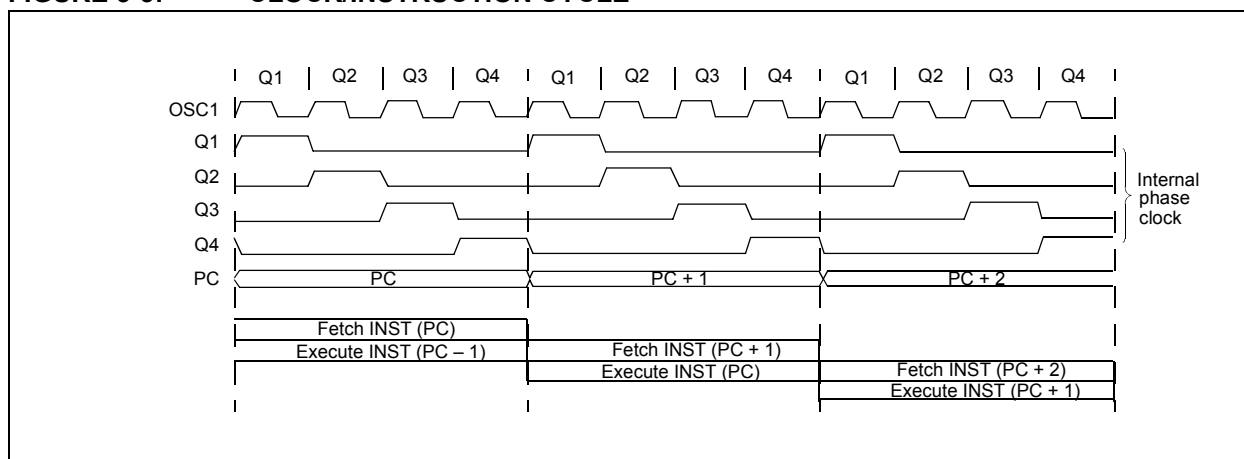 Q1 Q2 Q3 Q4 Q1 Q2 Q3 Q4 Q1 Q2 Q3 Q4
OSC1
Q1
Q2
Q3
Q4
Internal
phase
clock
PC PC PC + 1 PC + 2
Fetch INST (PC)
Execute INST (PC – 1) Fetch INST (PC + 1)
Execute INST (PC) Fetch INST (PC + 2)
Execute INST (PC + 1)